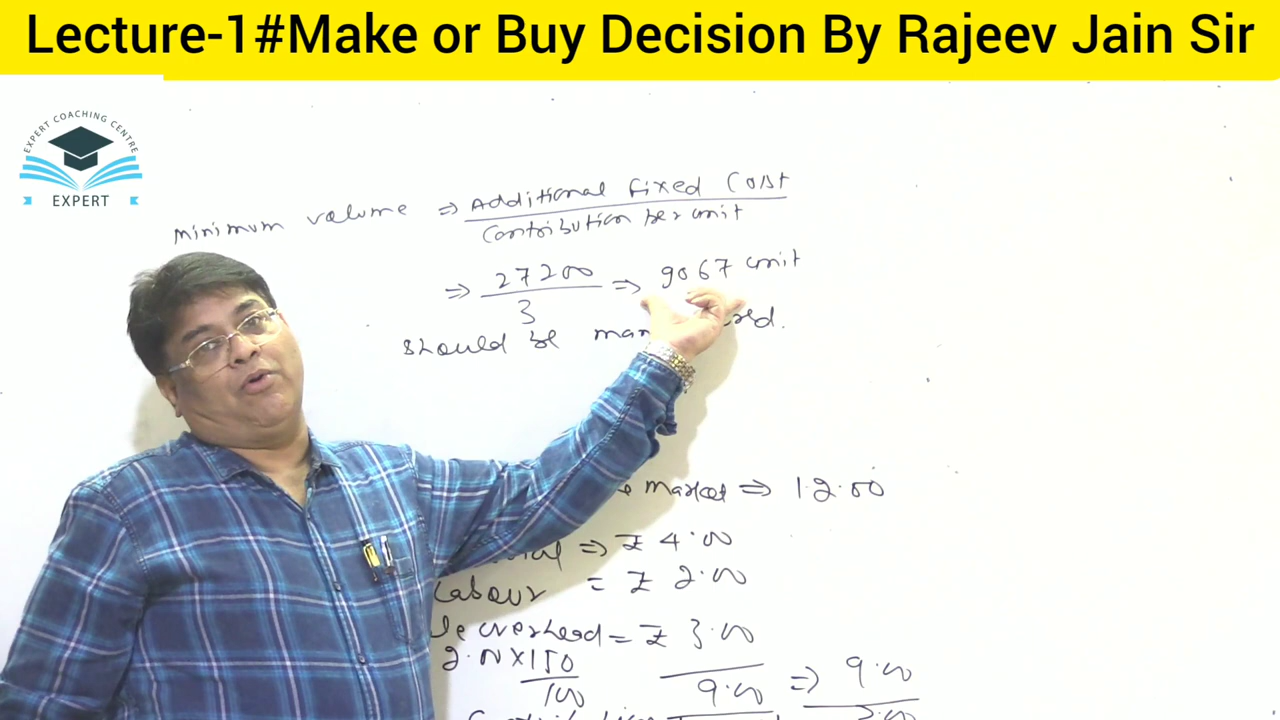 Lecture-1#Make or Buy Decision By Rajeev Jain Sir
EXPERT COACHING CENTRE
EXPERT
minimum volume ⇒ Additional Fixed Cost
Contribution per unit
⇒ 27200 ⇒ 9067 unit
3
should be
market ⇒ 12.00
⇒ ₹ 4.00
Labour = ₹ 2.00
overhead = ₹ 3.00
2.00×150
100
9.00 ⇒ 9.00
3.00